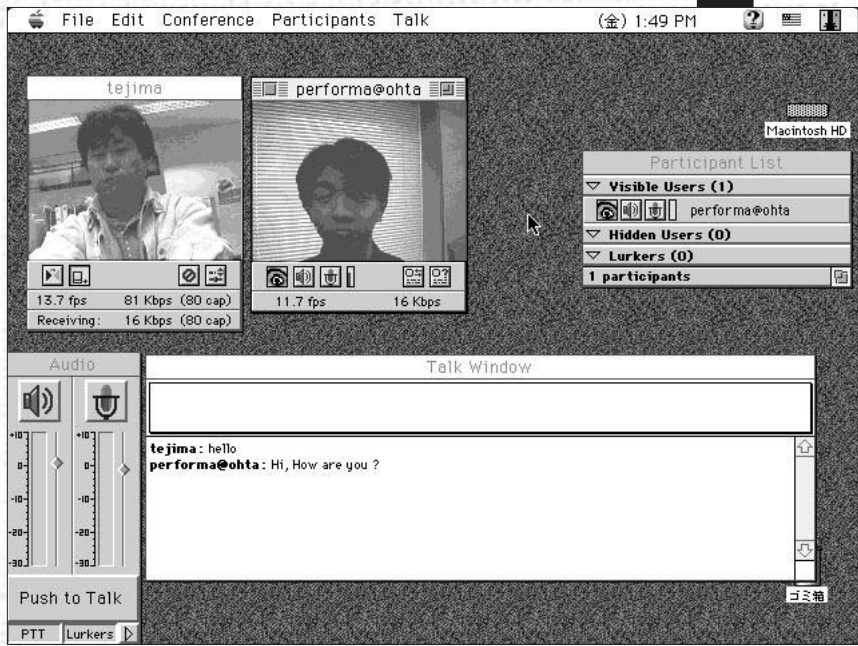 File Edit Conference Participants Talk (金) 1:49 PM
tejima
performa@ohta
Macintosh HD
Participant List
Visible Users (1)
performa@ohta
Hidden Users (0)
Lurkers (0)
1 participants
13.7 fps 81 Kbps (80 cap)
Receiving: 16 Kbps (80 cap)
11.7 fps 16 Kbps
Audio
+10 +10
0 0
-10 -10
-20 -20
-30 -30
Push to Talk
PTT Lurkers
Talk Window
tejima: hello
performa@ohta: Hi, How are you ?
ゴミ箱